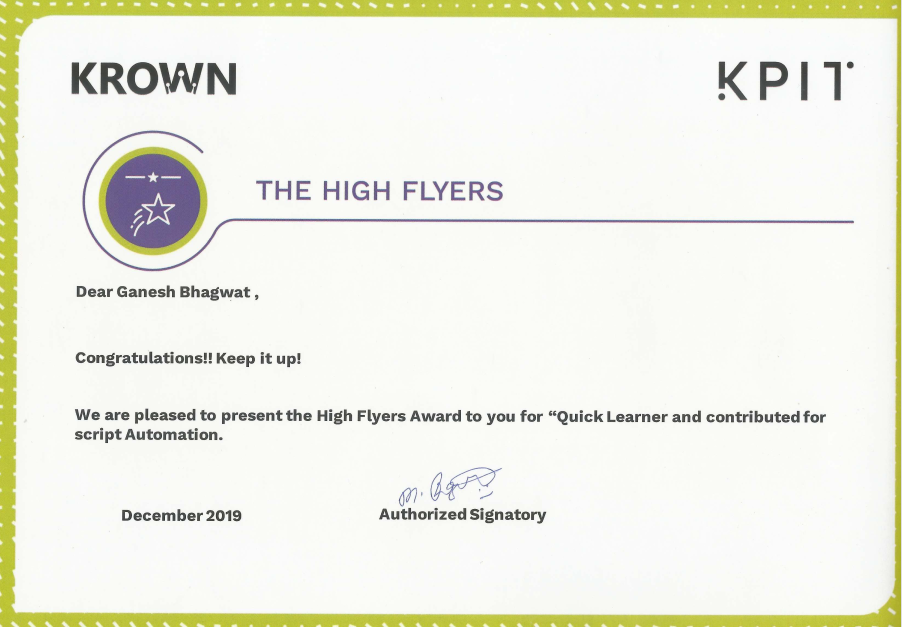 KROWN
KPIT
THE HIGH FLYERS
Dear Ganesh Bhagwat ,
Congratulations!! Keep it up!
We are pleased to present the High Flyers Award to you for “Quick Learner and contributed for
script Automation.
December 2019
Authorized Signatory